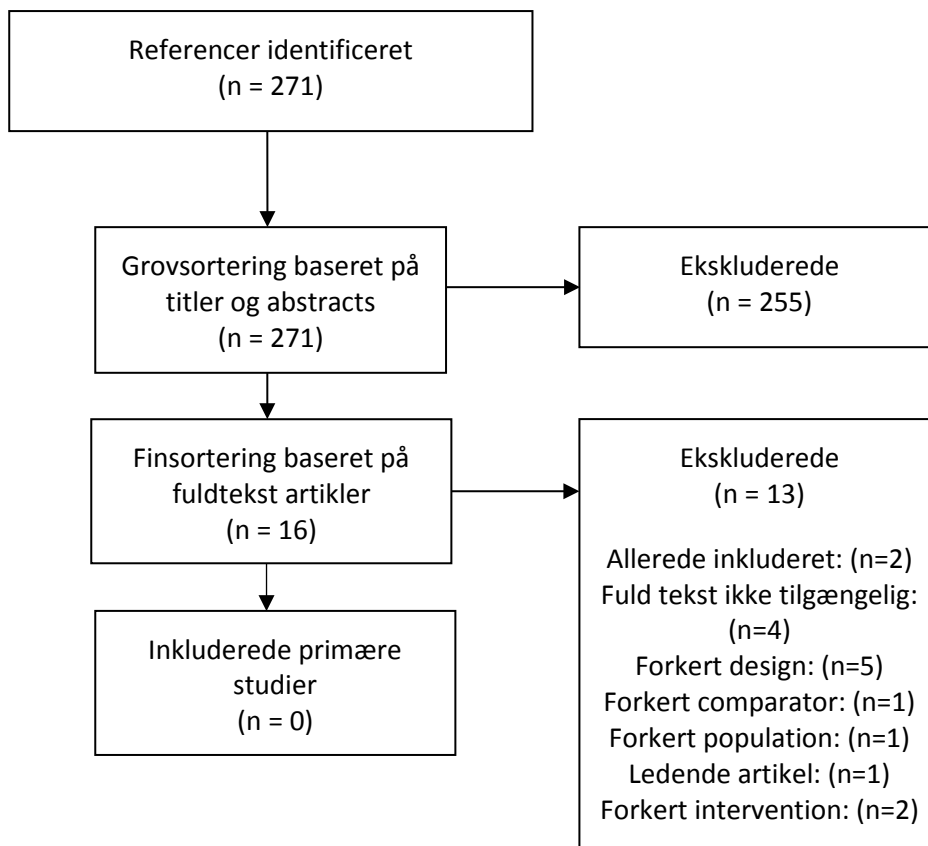 Referencer identificeret
(n = 271)
Grovsortering baseret på
titler og abstracts
(n = 271)
Ekskluderede
(n = 255)
Finsortering baseret på
fuldtekst artikler
(n = 16)
Ekskluderede
(n = 13)
Allerede inkluderet: (n=2)
Fuld tekst ikke tilgængelig:
(n=4)
Forkert design: (n=5)
Forkert comparator: (n=1)
Forkert population: (n=1)
Ledende artikel: (n=1)
Forkert intervention: (n=2)
Inkluderede primære
studier
(n = 0)